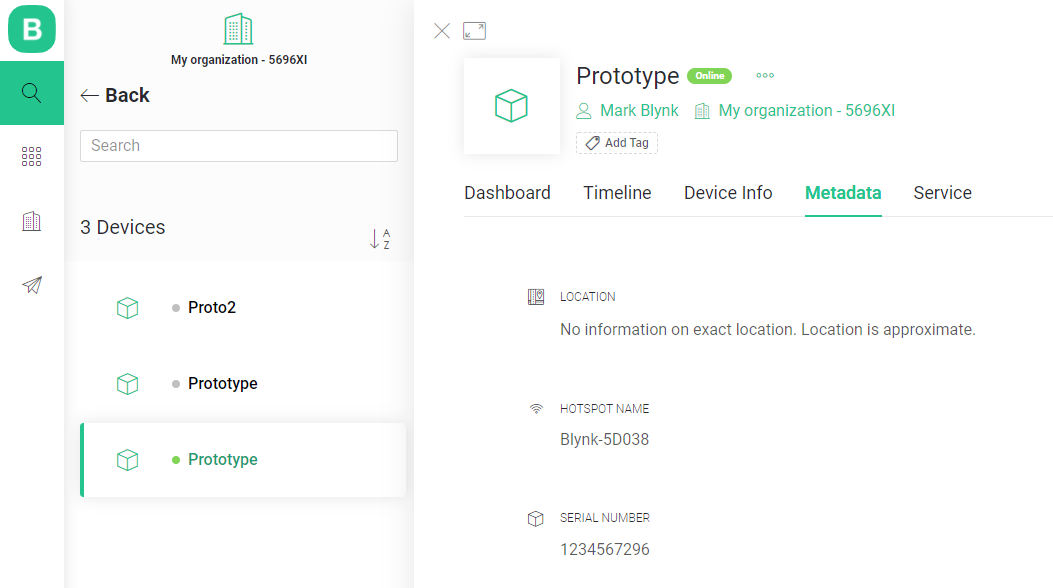 B
My organization - 5696XI
Back
Search
3 Devices
A
Z
Proto2
Prototype
Prototype
Prototype Online
Mark Blynk My organization - 5696XI
Add Tag
Dashboard Timeline Device Info Metadata Service
LOCATION
No information on exact location. Location is approximate.
HOTSPOT NAME
Blynk-5D038
SERIAL NUMBER
1234567296